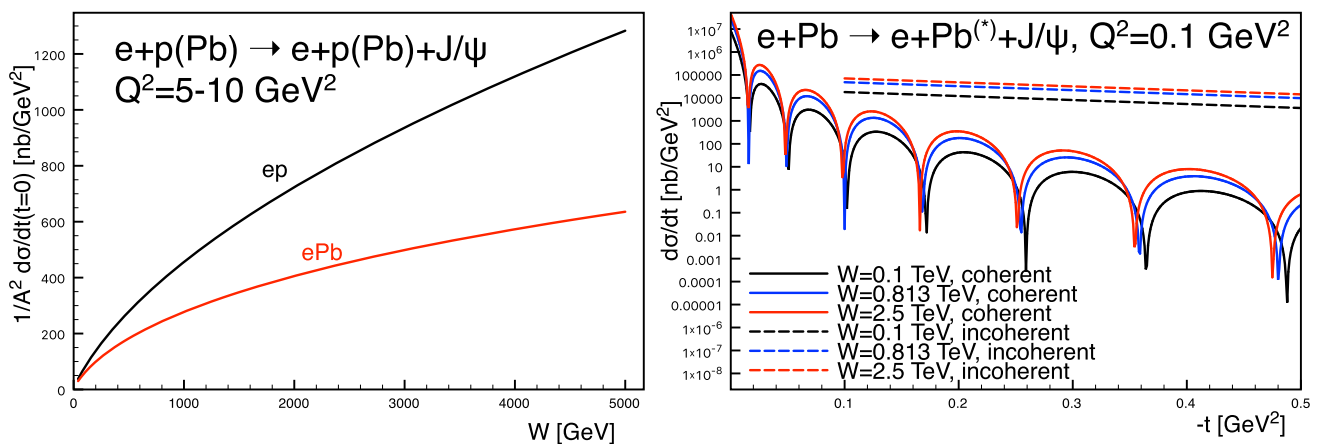 e+p(Pb) → e+p(Pb)+J/ψ
Q²=5-10 GeV²
1/A² dσ/dt(t=0) [nb/GeV²]
1200
1000
800
600
400
200
0
ep
ePb
0
1000
2000
3000
4000
5000
W [GeV]
e+Pb → e+Pb(*)+J/ψ, Q²=0.1 GeV²
dσ/dt [nb/GeV²]
1×10⁷
1×10⁶
100000
10000
1000
100
10
1
0.1
0.01
0.001
0.0001
0.00001
1×10⁻⁶
1×10⁻⁷
1×10⁻⁸
W=0.1 TeV, coherent
W=0.813 TeV, coherent
W=2.5 TeV, coherent
W=0.1 TeV, incoherent
W=0.813 TeV, incoherent
W=2.5 TeV, incoherent
0.1
0.2
0.3
0.4
0.5
-t [GeV²]